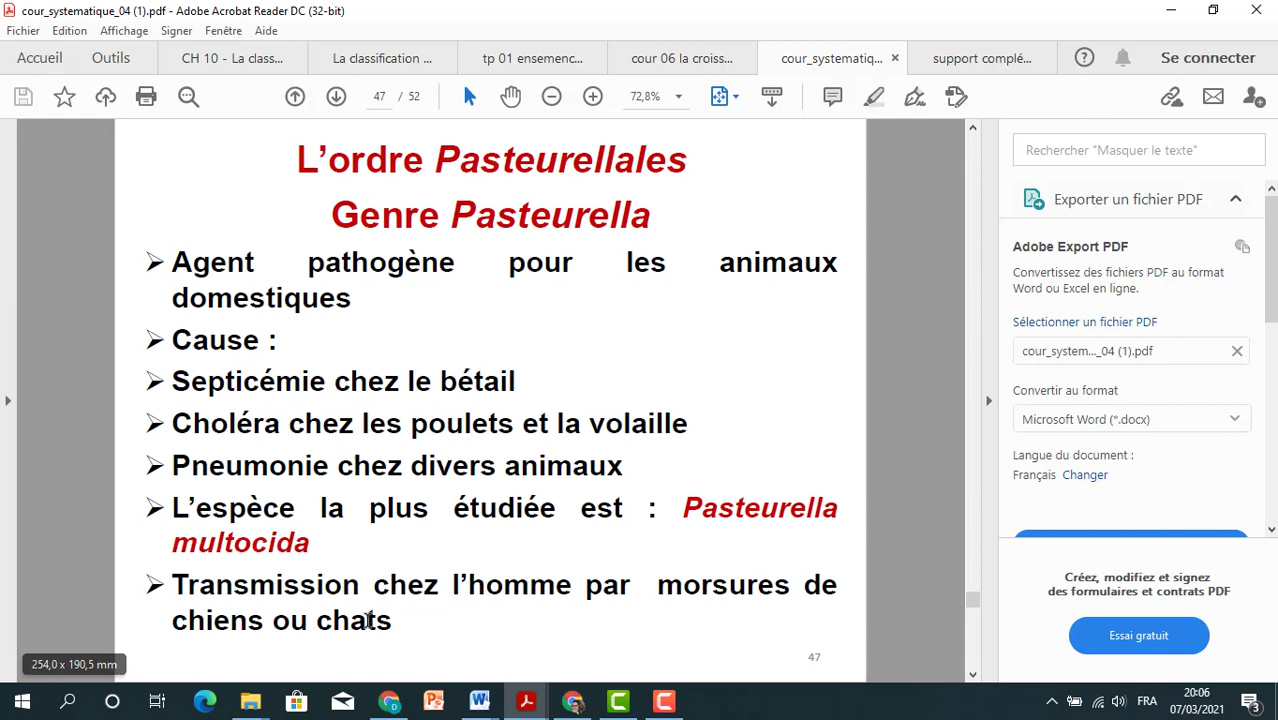 cour_systematique_04 (1).pdf - Adobe Acrobat Reader DC (32-bit)
Fichier Edition Affichage Signer Fenêtre Aide
Accueil Outils CH 10 - La class... La classification ... tp 01 ensemenc... cour 06 la croiss... cour_systématiq... support complé... Se connecter
47 / 52 72,8%
L'ordre Pasteurellales
Genre Pasteurella
Agent pathogène pour les animaux
domestiques
Cause :
Septicémie chez le bétail
Choléra chez les poulets et la volaille
Pneumonie chez divers animaux
L'espèce la plus étudiée est : Pasteurella
multocida
Transmission chez l'homme par morsures de
chiens ou chats
47
254,0 x 190,5 mm
Rechercher "Masquer le texte"
Exporter un fichier PDF
Adobe Export PDF
Convertissez des fichiers PDF au format
Word ou Excel en ligne.
Sélectionner un fichier PDF
cour_system..._04 (1).pdf
Convertir au format
Microsoft Word (*.docx)
Langue du document :
Français Changer
Créez, modifiez et signez
des formulaires et contrats PDF
Essai gratuit
FRA
20:06
07/03/2021
3